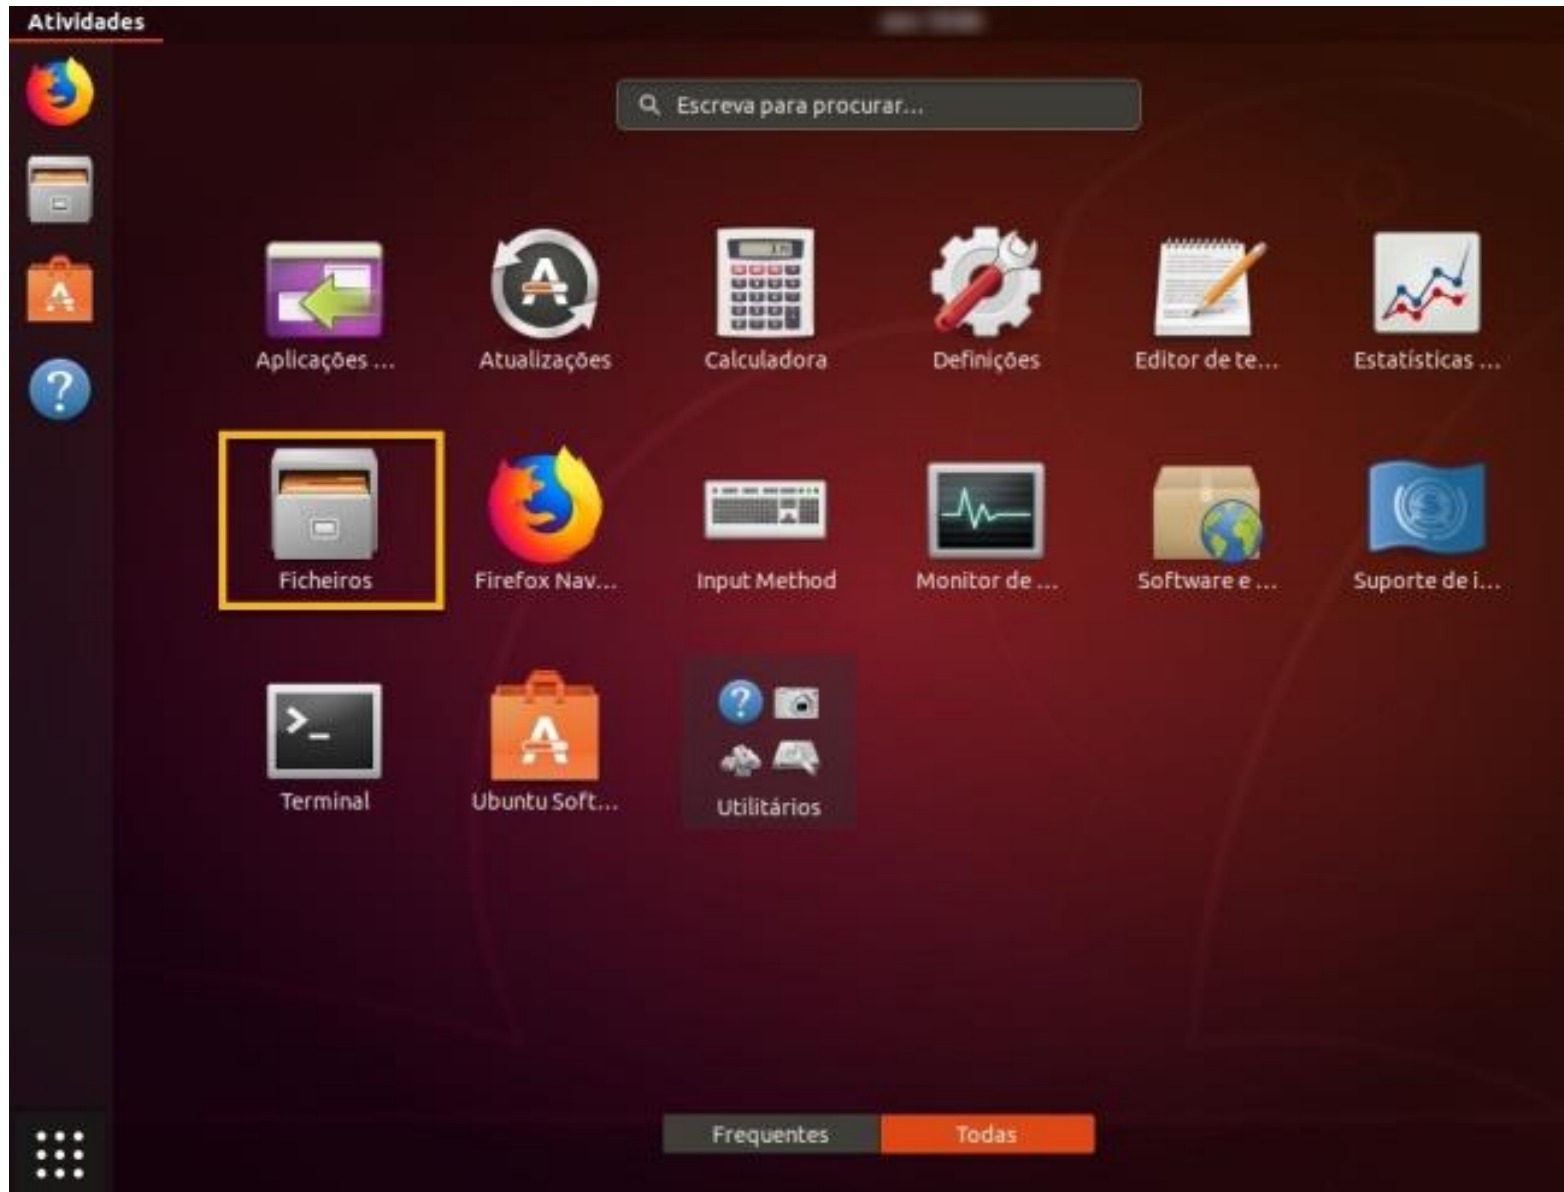 Atividades
Escreva para procurar...
Aplicações ...
Atualizações
Calculadora
Definições
Editor de te...
Estatísticas ...
Ficheiros
Firefox Nav...
Input Method
Monitor de ...
Software e ...
Suporte de i...
Terminal
Ubuntu Soft...
Utilitários
Frequentes
Todas